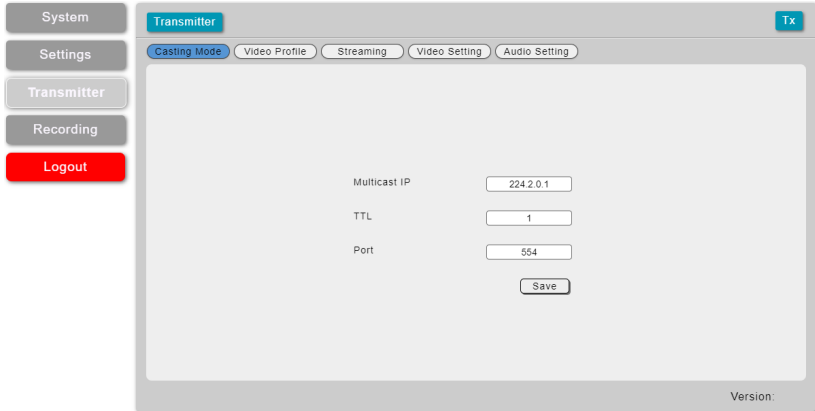 System
Settings
Transmitter
Recording
Logout
Transmitter
Tx
Casting Mode
Video Profile
Streaming
Video Setting
Audio Setting
Multicast IP
224.2.0.1
TTL
1
Port
554
Save
Version: